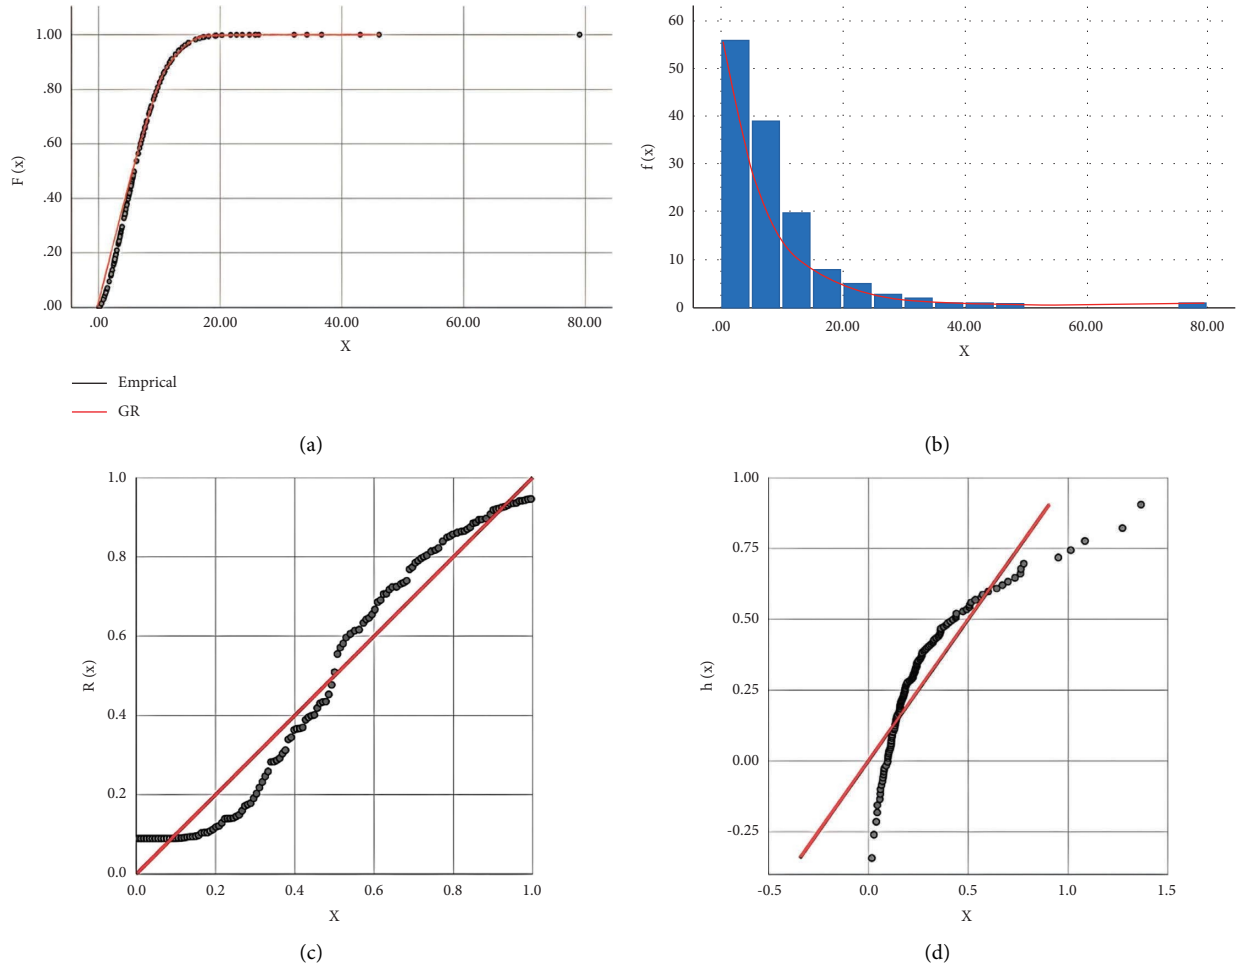 1.00
.80
.60
.40
.20
.00
F (x)
.00 20.00 40.00 60.00 80.00
X
Emprical
GR
(a)
60
50
40
30
20
10
0
f (x)
.00 20.00 40.00 60.00 80.00
X
(b)
1.0
0.8
0.6
0.4
0.2
0.0
R (x)
0.0 0.2 0.4 0.6 0.8 1.0
X
(c)
1.00
0.75
0.50
0.25
0.00
-0.25
h (x)
-0.5 0.0 0.5 1.0 1.5
X
(d)